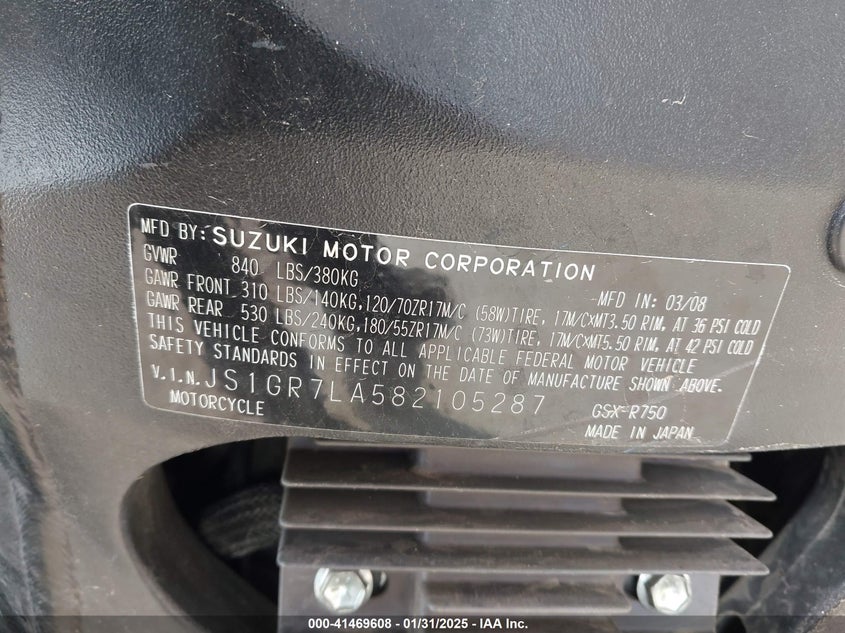 MFD BY: SUZUKI MOTOR CORPORATION
GVWR 840 LBS/380KG MFD IN: 03/08
GAWR FRONT 310 LBS/140KG,120/70ZR17M/C (58W)TIRE, 17M/C×MT3.50 RIM, AT 36 PSI COLD
GAWR REAR 530 LBS/240KG,180/55ZR17M/C (73W)TIRE, 17M/C×MT5.50 RIM, AT 42 PSI COLD
THIS VEHICLE CONFORMS TO ALL APPLICABLE FEDERAL MOTOR VEHICLE
SAFETY STANDARDS IN EFFECT ON THE DATE OF MANUFACTURE SHOWN ABOVE.
V.I.N. JS1GR7LA582105287 GSX-R750
MOTORCYCLE MADE IN JAPAN
000-41469608 - 01/31/2025 - IAA Inc.